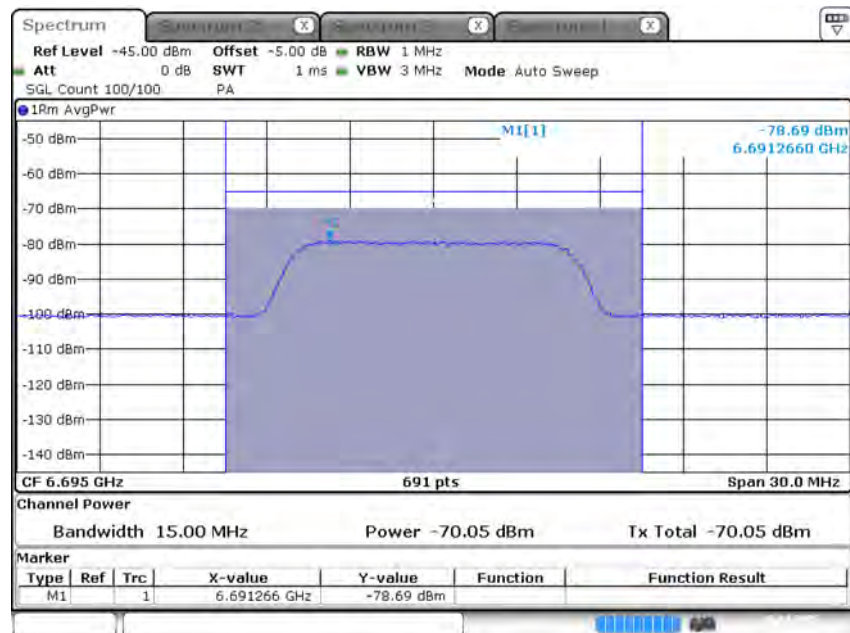 Spectrum X X X
Ref Level -45.00 dBm Offset -5.00 dB RBW 1 MHz
Att 0 dB SWT 1 ms VBW 3 MHz Mode Auto Sweep
SGL Count 100/100 PA
1Rm AvgPwr
M1[1] -78.69 dBm
6.6912660 GHz
-50 dBm
-60 dBm
-70 dBm
-80 dBm
-90 dBm
-100 dBm
-110 dBm
-120 dBm
-130 dBm
-140 dBm
CF 6.695 GHz 691 pts Span 30.0 MHz
Channel Power
Bandwidth 15.00 MHz Power -70.05 dBm Tx Total -70.05 dBm
Marker
Type Ref Trc X-value Y-value Function Function Result
M1 1 6.691266 GHz -78.69 dBm